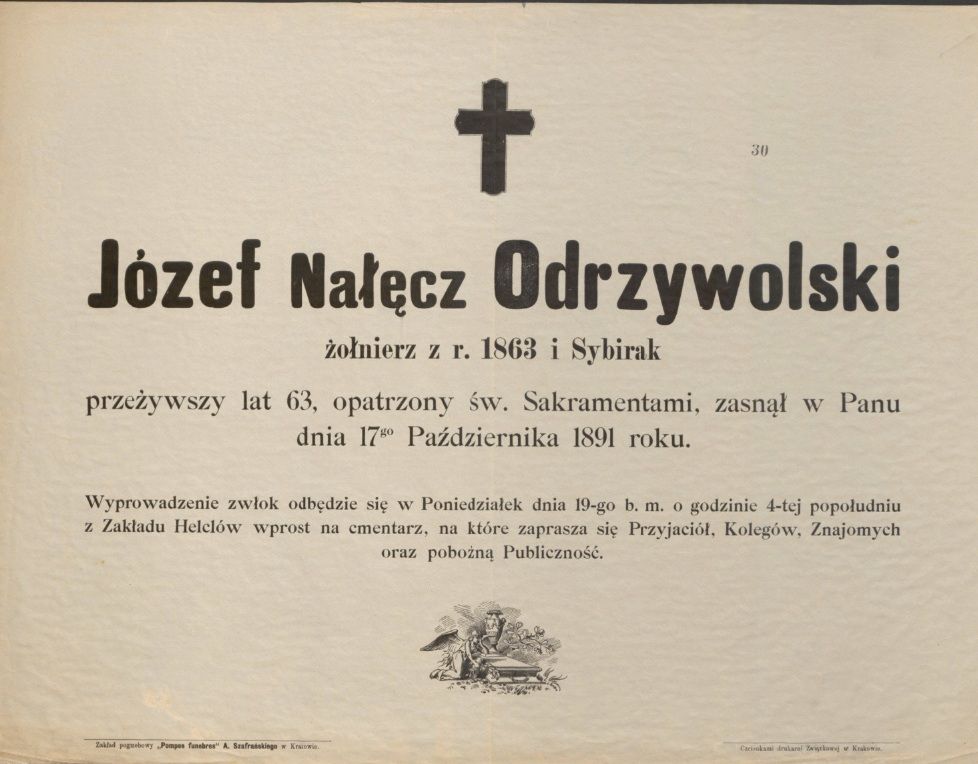 30
Józef Nałęcz Odrzywolski
żołnierz z r. 1863 i Sybirak
przeżywszy lat 63, opatrzony św. Sakramentami, zasnął w Panu
dnia 17go Października 1891 roku.
Wyprowadzenie zwłok odbędzie się w Poniedziałek dnia 19-go b. m. o godzinie 4-tej popołudniu
z Zakładu Helclów wprost na cmentarz, na które zaprasza się Przyjaciół, Kolegów, Znajomych
oraz pobożną Publiczność.
Zakład pogrzebowy „Pompes funebres" A. Szafrańskiego w Krakowie.
Czcionkami drukarni Związkowej w Krakowie.